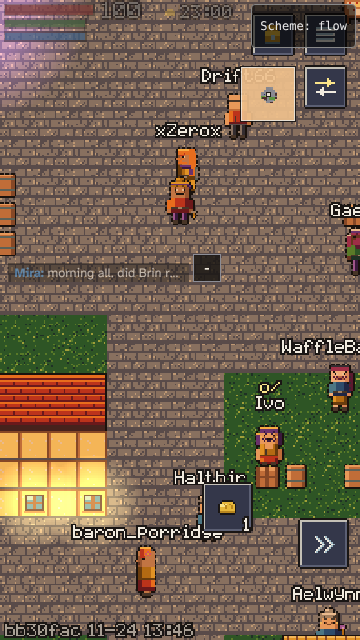 100
23:00
Scheme: flow
xZerox
Mira: morning all. did Brin r...
-
WaffleBa
o/
Ivo
Halthir
1
baron_porridge
Aelwynn
bb30fac 11-24 13:46